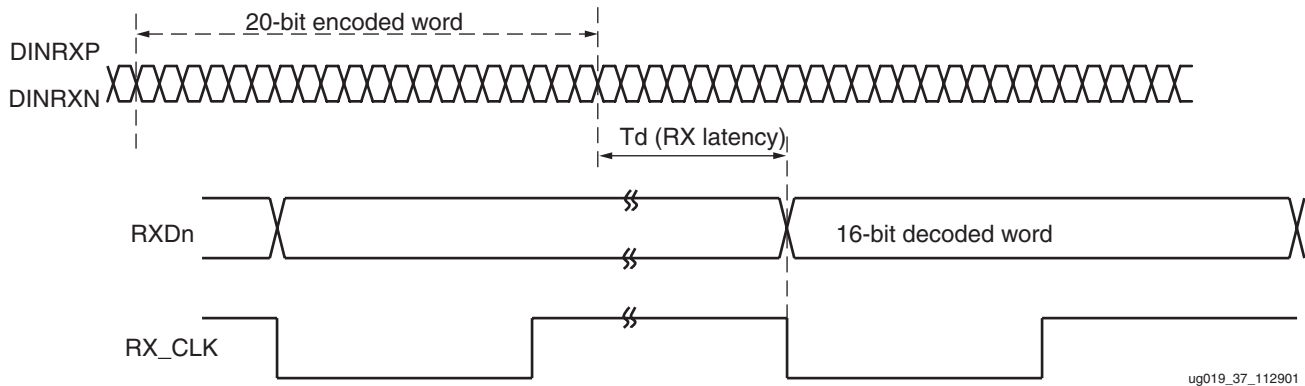 20-bit encoded word
DINRXP
DINRXN
Td (RX latency)
RXDn
16-bit decoded word
RX_CLK
ug019_37_112901